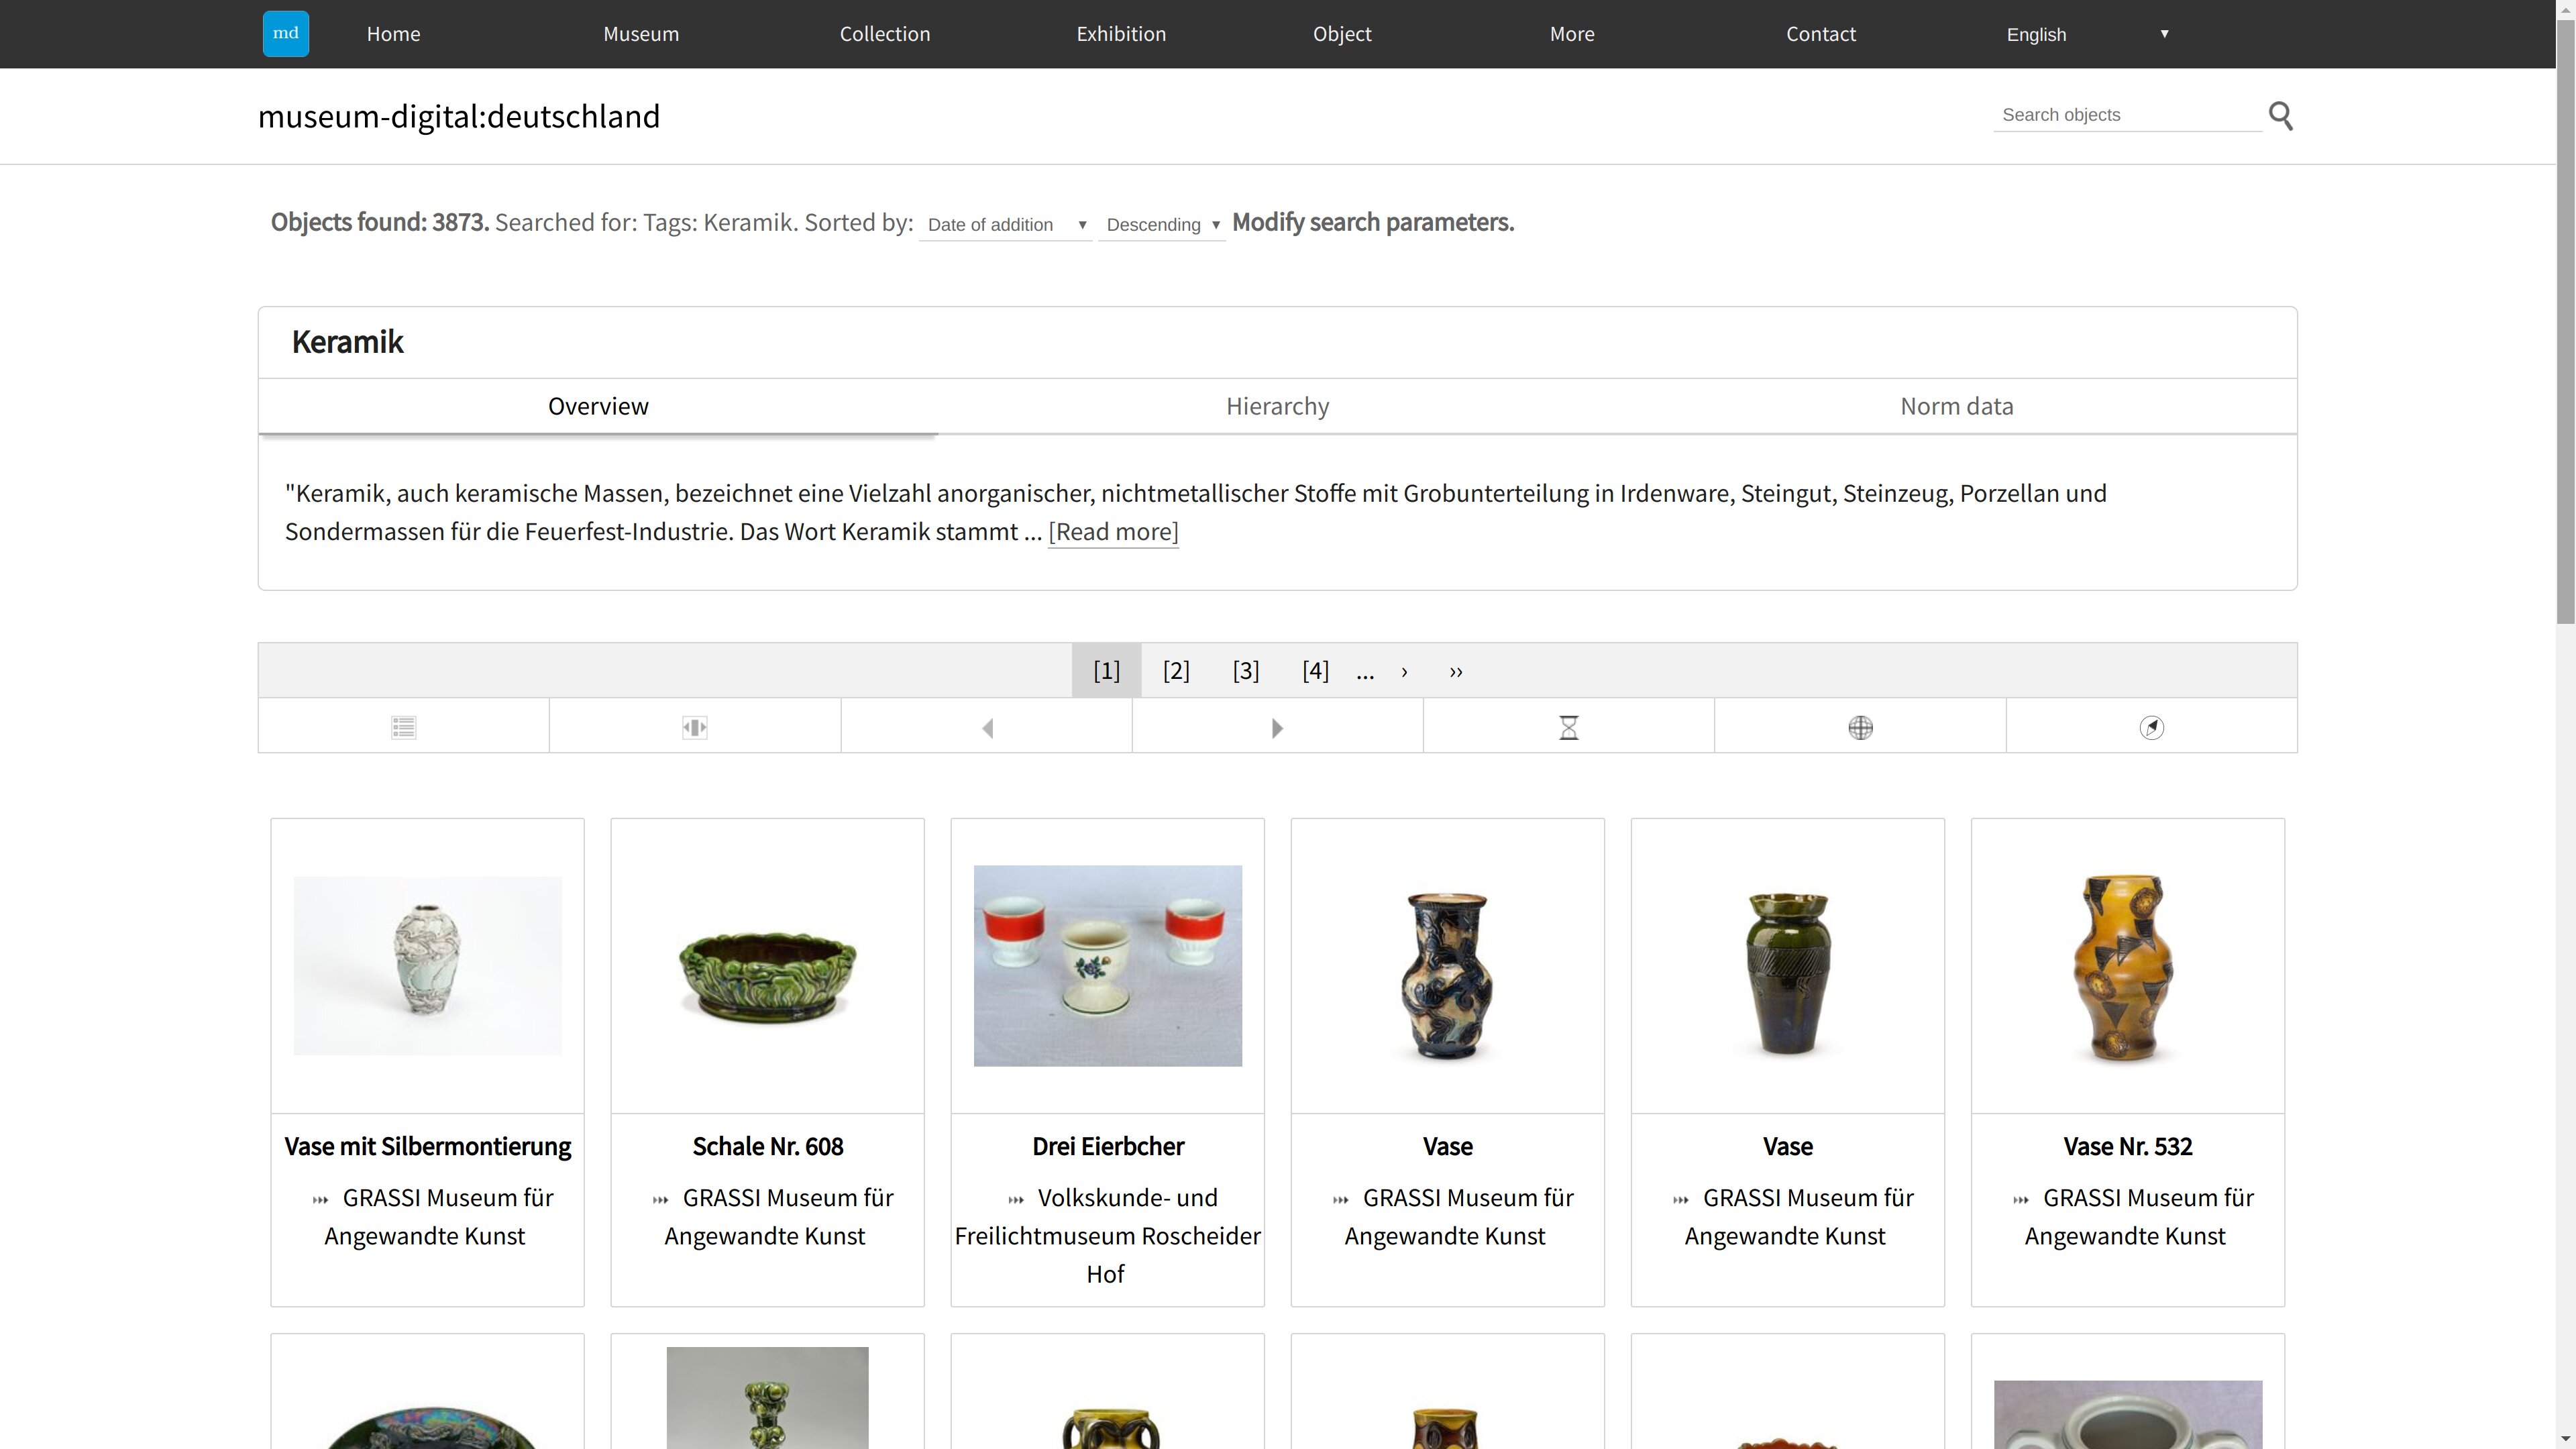 md Home Museum Collection Exhibition Object More Contact English
museum-digital:deutschland
Search objects
Objects found: 3873. Searched for: Tags: Keramik. Sorted by: Date of addition Descending Modify search parameters.
Keramik
Overview Hierarchy Norm data
"Keramik, auch keramische Massen, bezeichnet eine Vielzahl anorganischer, nichtmetallischer Stoffe mit Grobunterteilung in Irdenware, Steingut, Steinzeug, Porzellan und
Sondermassen für die Feuerfest-Industrie. Das Wort Keramik stammt ... [Read more]
[1] [2] [3] [4] ... › ››
Vase mit Silbermontierung
GRASSI Museum für
Angewandte Kunst
Schale Nr. 608
GRASSI Museum für
Angewandte Kunst
Drei Eierbcher
Volkskunde- und
Freilichtmuseum Roscheider
Hof
Vase
GRASSI Museum für
Angewandte Kunst
Vase
GRASSI Museum für
Angewandte Kunst
Vase Nr. 532
GRASSI Museum für
Angewandte Kunst